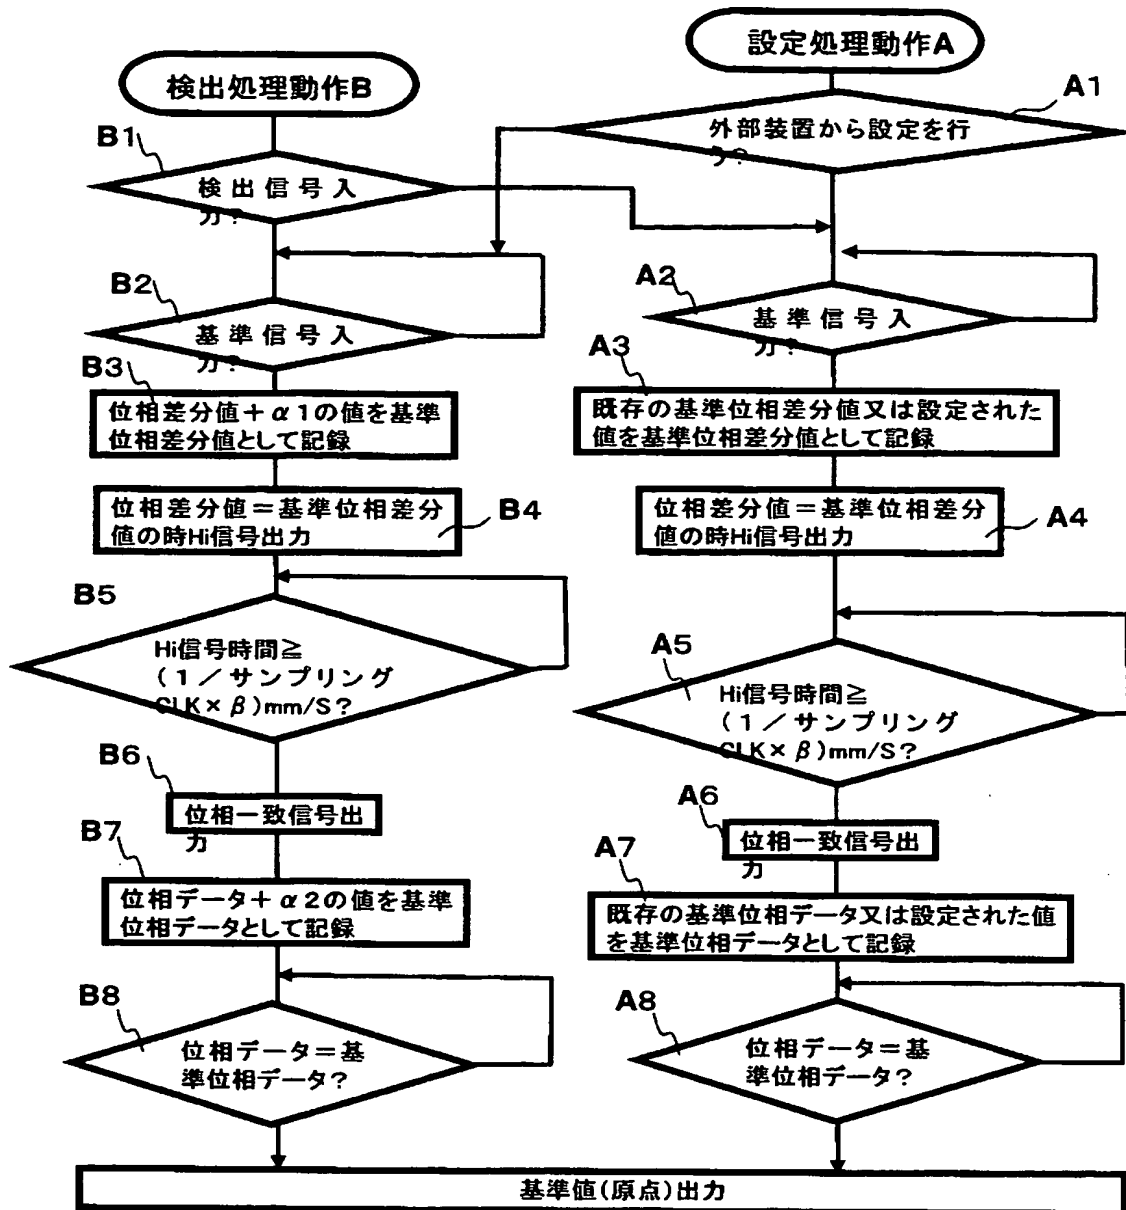 設定処理動作A
検出処理動作B
A1
外部装置から設定を行
う?
B1
検出信号入
力?
B2
基準信号入
力?
A2
基準信号入
力?
B3
位相差分値+α1の値を基準
位相差分値として記録
A3
既存の基準位相差分値又は設定された
値を基準位相差分値として記録
位相差分値=基準位相差分
値の時Hi信号出力
B4
位相差分値=基準位相差分
値の時Hi信号出力
A4
B5
Hi信号時間≧
(1/サンプリング
CLK×β)mm/S?
A5
Hi信号時間≧
(1/サンプリング
CLK×β)mm/S?
B6
位相一致信号出
力
A6
位相一致信号出
力
B7
位相データ+α2の値を基準
位相データとして記録
A7
既存の基準位相データ又は設定された値
を基準位相データとして記録
B8
位相データ=基
準位相データ?
A8
位相データ=基
準位相データ?
基準値(原点)出力